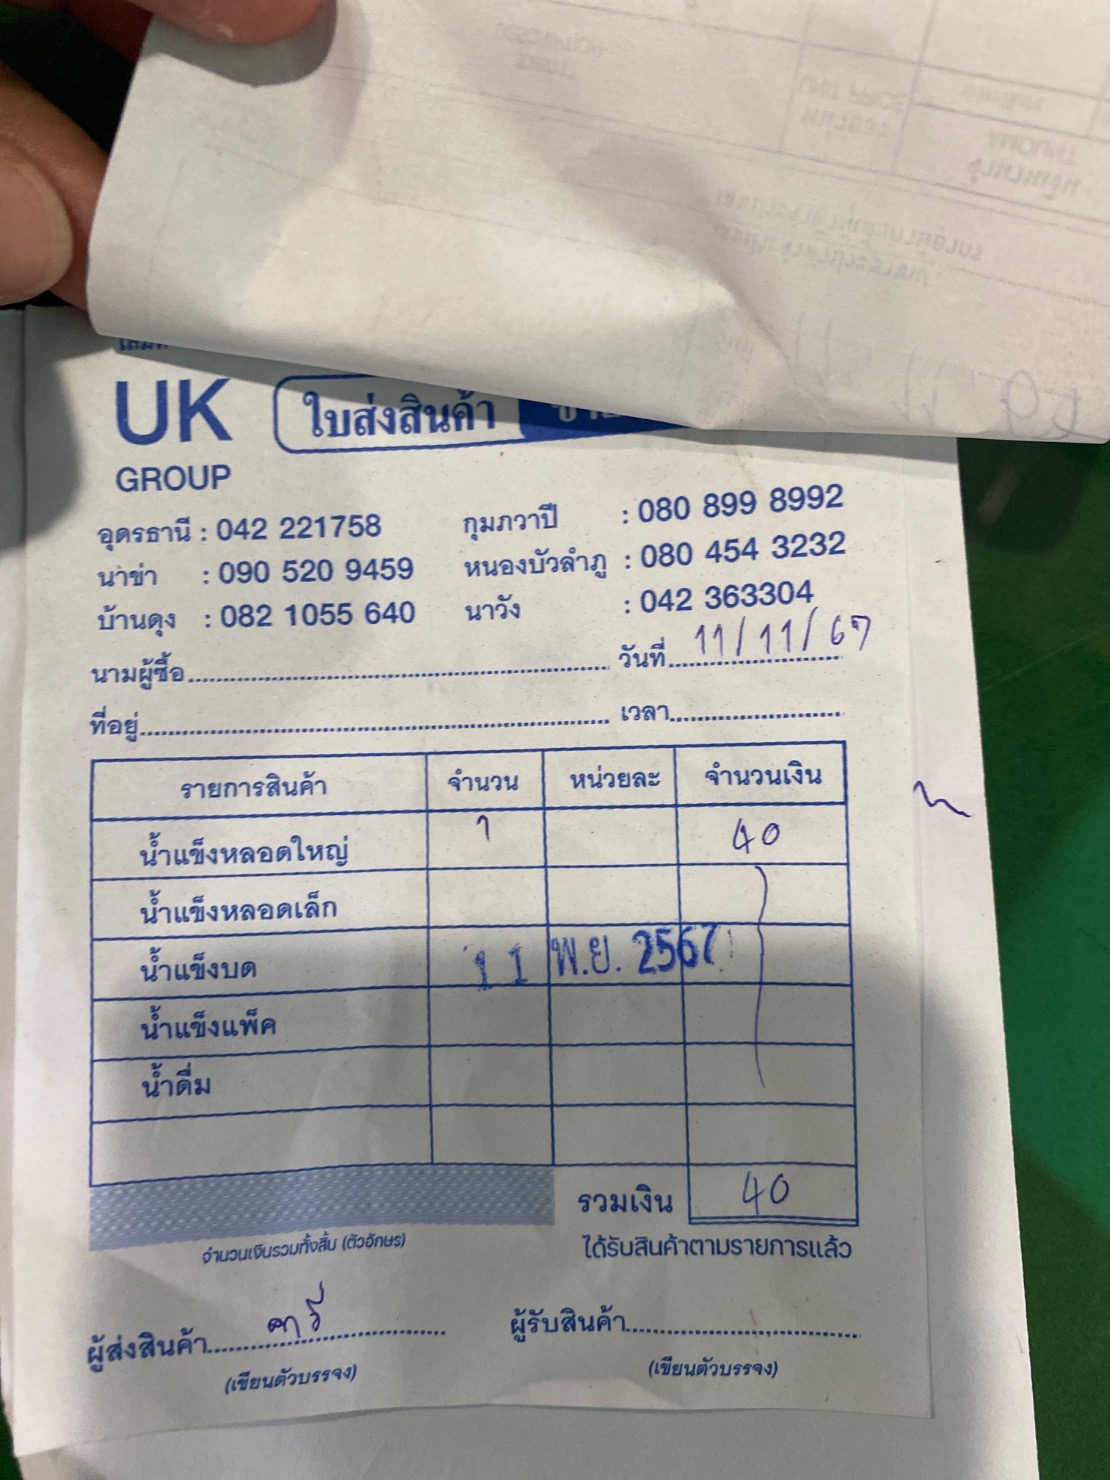 UK
ใบส่งสินค้า
GROUP
อุดรธานี : 042 221758 กุมภวาปี : 080 899 8992
นาข่า : 090 520 9459 หนองบัวลำภู : 080 454 3232
บ้านดุง : 082 1055 640 นาวัง : 042 363304
นามผู้ซื้อ วันที่ 11/11/67
ที่อยู่ เวลา
รายการสินค้า จำนวน หน่วยละ จำนวนเงิน
น้ำแข็งหลอดใหญ่ 1 40
น้ำแข็งหลอดเล็ก
น้ำแข็งบด 11 พ.ย. 2567
น้ำแข็งแพ็ค
น้ำดื่ม
รวมเงิน 40
จำนวนเงินรวมทั้งสิ้น (ตัวอักษร) ได้รับสินค้าตามรายการแล้ว
ผู้ส่งสินค้า ผู้รับสินค้า
(เขียนตัวบรรจง) (เขียนตัวบรรจง)